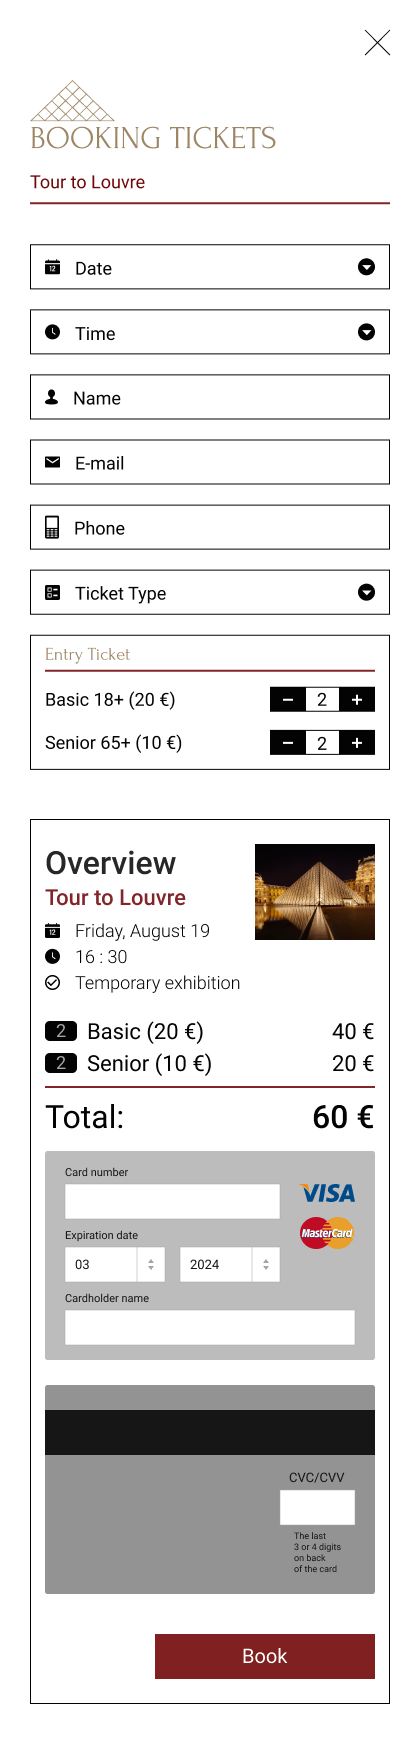 BOOKING TICKETS
Tour to Louvre
12 Date
Time
Name
E-mail
Phone
Ticket Type
Entry Ticket
Basic 18+ (20 €) − 2 +
Senior 65+ (10 €) − 2 +
Overview
Tour to Louvre
12 Friday, August 19
16 : 30
Temporary exhibition
2 Basic (20 €) 40 €
2 Senior (10 €) 20 €
Total: 60 €
Card number
VISA
Expiration date
MasterCard
03 2024
Cardholder name
CVC/CVV
The last
3 or 4 digits
on back
of the card
Book